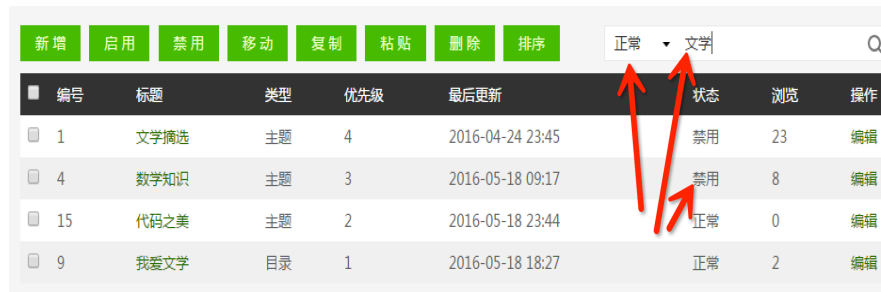 新增 启用 禁用 移动 复制 粘贴 删除 排序 正常 文学
编号 标题 类型 优先级 最后更新 状态 浏览 操作
1 文学摘选 主题 4 2016-04-24 23:45 禁用 23 编辑
4 数学知识 主题 3 2016-05-18 09:17 禁用 8 编辑
15 代码之美 主题 2 2016-05-18 23:44 正常 0 编辑
9 我爱文学 目录 1 2016-05-18 18:27 正常 2 编辑